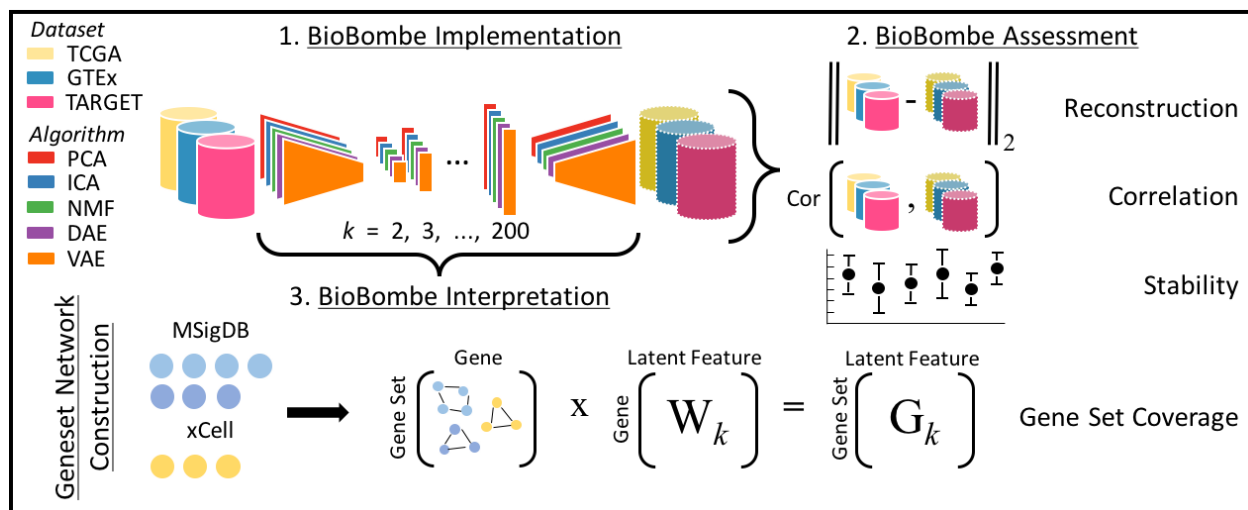 Dataset
TCGA
GTEx
TARGET
Algorithm
PCA
ICA
NMF
DAE
VAE
1. BioBombe Implementation
...
k = 2, 3, ..., 200
2. BioBombe Assessment
-
2
Reconstruction
Cor
,
Correlation
Stability
3. BioBombe Interpretation
Geneset Network
Construction
MSigDB
xCell
Gene
Gene Set
x
Latent Feature
Gene
Wk
=
Latent Feature
Gene Set
Gk
Gene Set Coverage